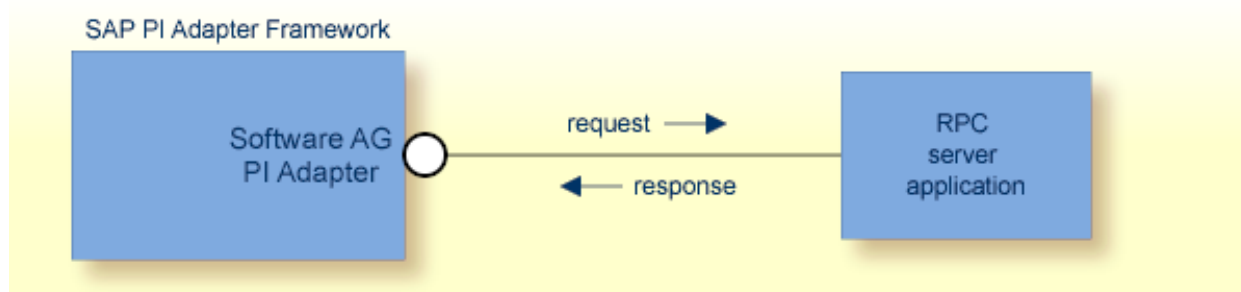 SAP PI Adapter Framework
Software AG
PI Adapter
request
response
RPC
server
application